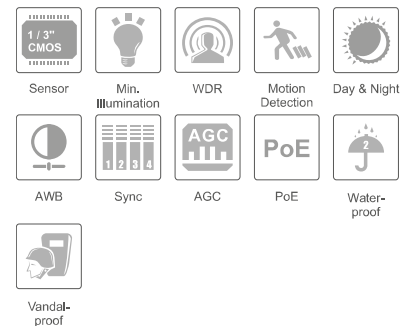 1 / 3"
CMOS
Sensor
Min.
Illumination
WDR
Motion
Detection
Day & Night
AWB
1 2 3 4
Sync
AGC
AGC
PoE
PoE
2
Water-
proof
Vandal-
proof